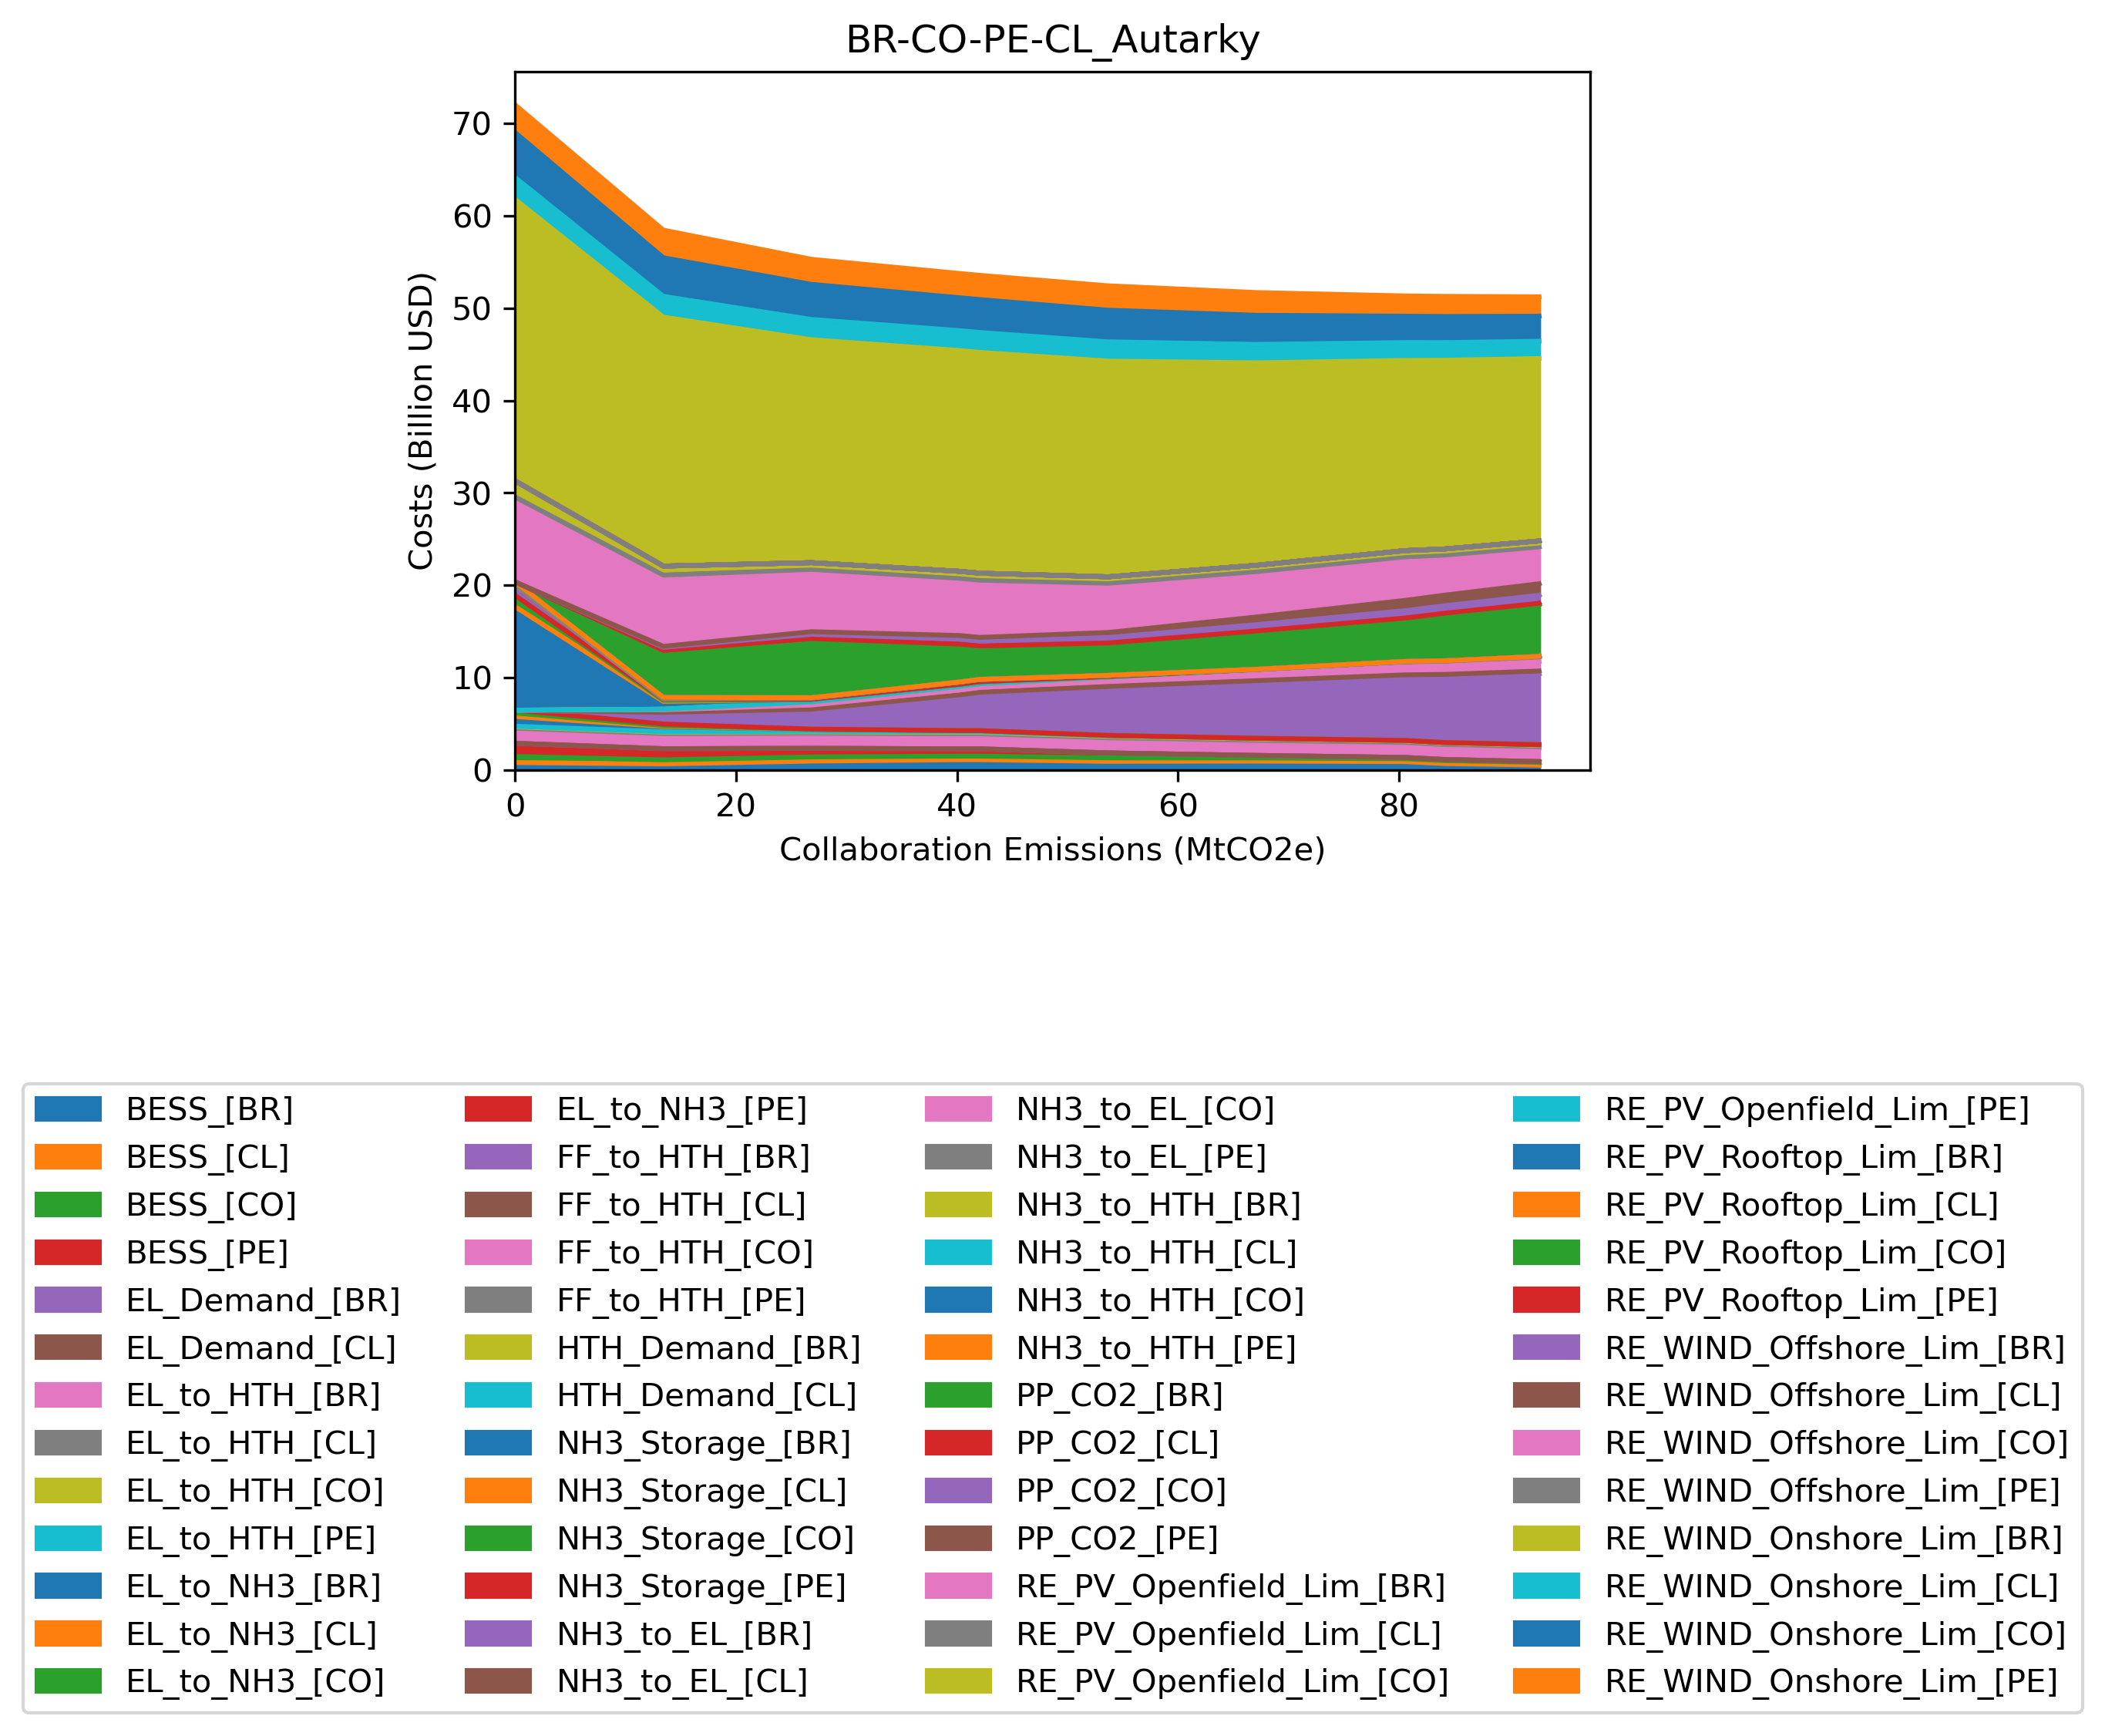 BR-CO-PE-CL_Autarky
70
60
50
40
30
20
10
0
Costs (Billion USD)
0 20 40 60 80
Collaboration Emissions (MtCO2e)
BESS_[BR]
BESS_[CL]
BESS_[CO]
BESS_[PE]
EL_Demand_[BR]
EL_Demand_[CL]
EL_to_HTH_[BR]
EL_to_HTH_[CL]
EL_to_HTH_[CO]
EL_to_HTH_[PE]
EL_to_NH3_[BR]
EL_to_NH3_[CL]
EL_to_NH3_[CO]
EL_to_NH3_[PE]
FF_to_HTH_[BR]
FF_to_HTH_[CL]
FF_to_HTH_[CO]
FF_to_HTH_[PE]
HTH_Demand_[BR]
HTH_Demand_[CL]
NH3_Storage_[BR]
NH3_Storage_[CL]
NH3_Storage_[CO]
NH3_Storage_[PE]
NH3_to_EL_[BR]
NH3_to_EL_[CL]
NH3_to_EL_[CO]
NH3_to_EL_[PE]
NH3_to_HTH_[BR]
NH3_to_HTH_[CL]
NH3_to_HTH_[CO]
NH3_to_HTH_[PE]
PP_CO2_[BR]
PP_CO2_[CL]
PP_CO2_[CO]
PP_CO2_[PE]
RE_PV_Openfield_Lim_[BR]
RE_PV_Openfield_Lim_[CL]
RE_PV_Openfield_Lim_[CO]
RE_PV_Openfield_Lim_[PE]
RE_PV_Rooftop_Lim_[BR]
RE_PV_Rooftop_Lim_[CL]
RE_PV_Rooftop_Lim_[CO]
RE_PV_Rooftop_Lim_[PE]
RE_WIND_Offshore_Lim_[BR]
RE_WIND_Offshore_Lim_[CL]
RE_WIND_Offshore_Lim_[CO]
RE_WIND_Offshore_Lim_[PE]
RE_WIND_Onshore_Lim_[BR]
RE_WIND_Onshore_Lim_[CL]
RE_WIND_Onshore_Lim_[CO]
RE_WIND_Onshore_Lim_[PE]